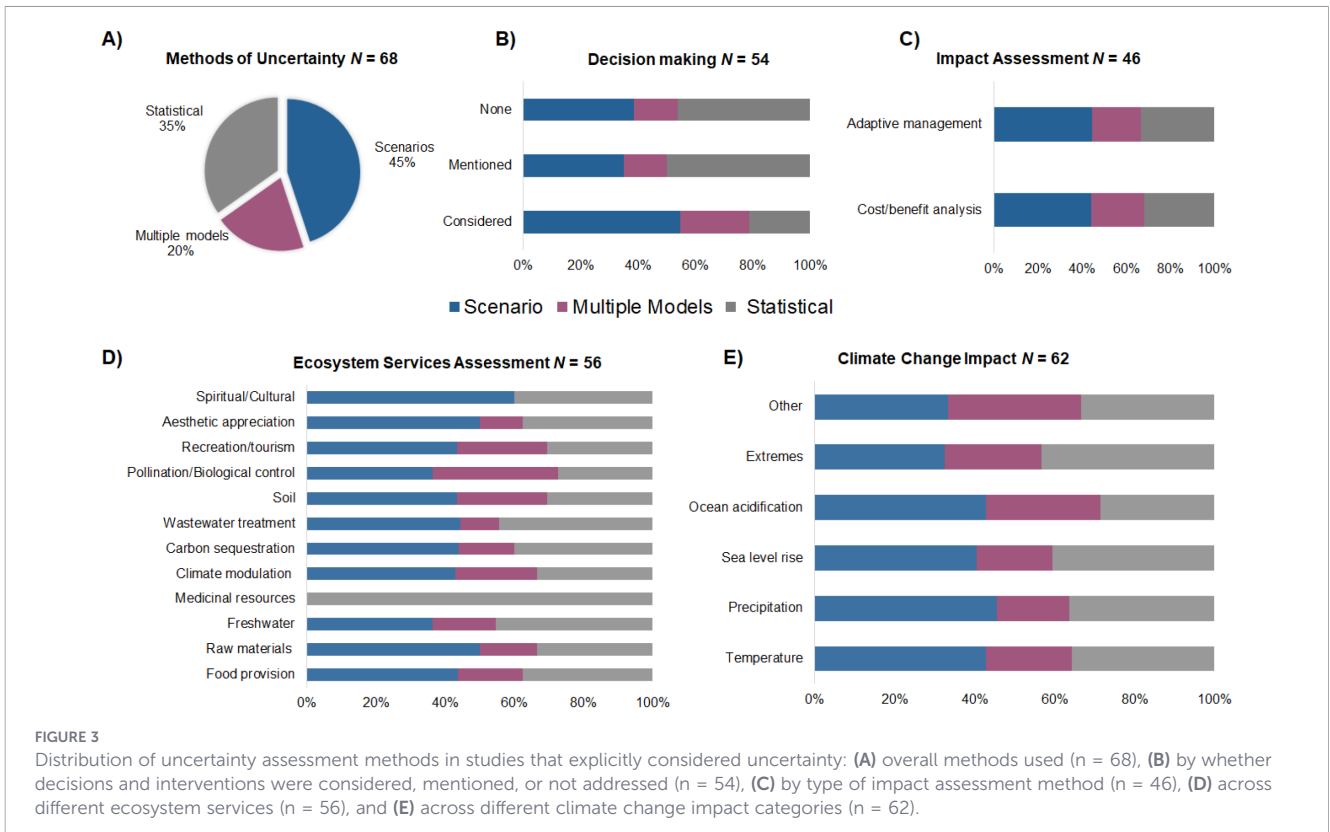 A)
Methods of Uncertainty N = 68
Statistical
35%
Scenarios
45%
Multiple models
20%
B)
Decision making N = 54
None
Mentioned
Considered
0% 20% 40% 60% 80% 100%
C)
Impact Assessment N = 46
Adaptive management
Cost/benefit analysis
0% 20% 40% 60% 80% 100%
Scenario Multiple Models Statistical
D)
Ecosystem Services Assessment N = 56
Spiritual/Cultural
Aesthetic appreciation
Recreation/tourism
Pollination/Biological control
Soil
Wastewater treatment
Carbon sequestration
Climate modulation
Medicinal resources
Freshwater
Raw materials
Food provision
0% 20% 40% 60% 80% 100%
E)
Climate Change Impact N = 62
Other
Extremes
Ocean acidification
Sea level rise
Precipitation
Temperature
0% 20% 40% 60% 80% 100%
FIGURE 3
Distribution of uncertainty assessment methods in studies that explicitly considered uncertainty: (A) overall methods used (n = 68), (B) by whether
decisions and interventions were considered, mentioned, or not addressed (n = 54), (C) by type of impact assessment method (n = 46), (D) across
different ecosystem services (n = 56), and (E) across different climate change impact categories (n = 62).